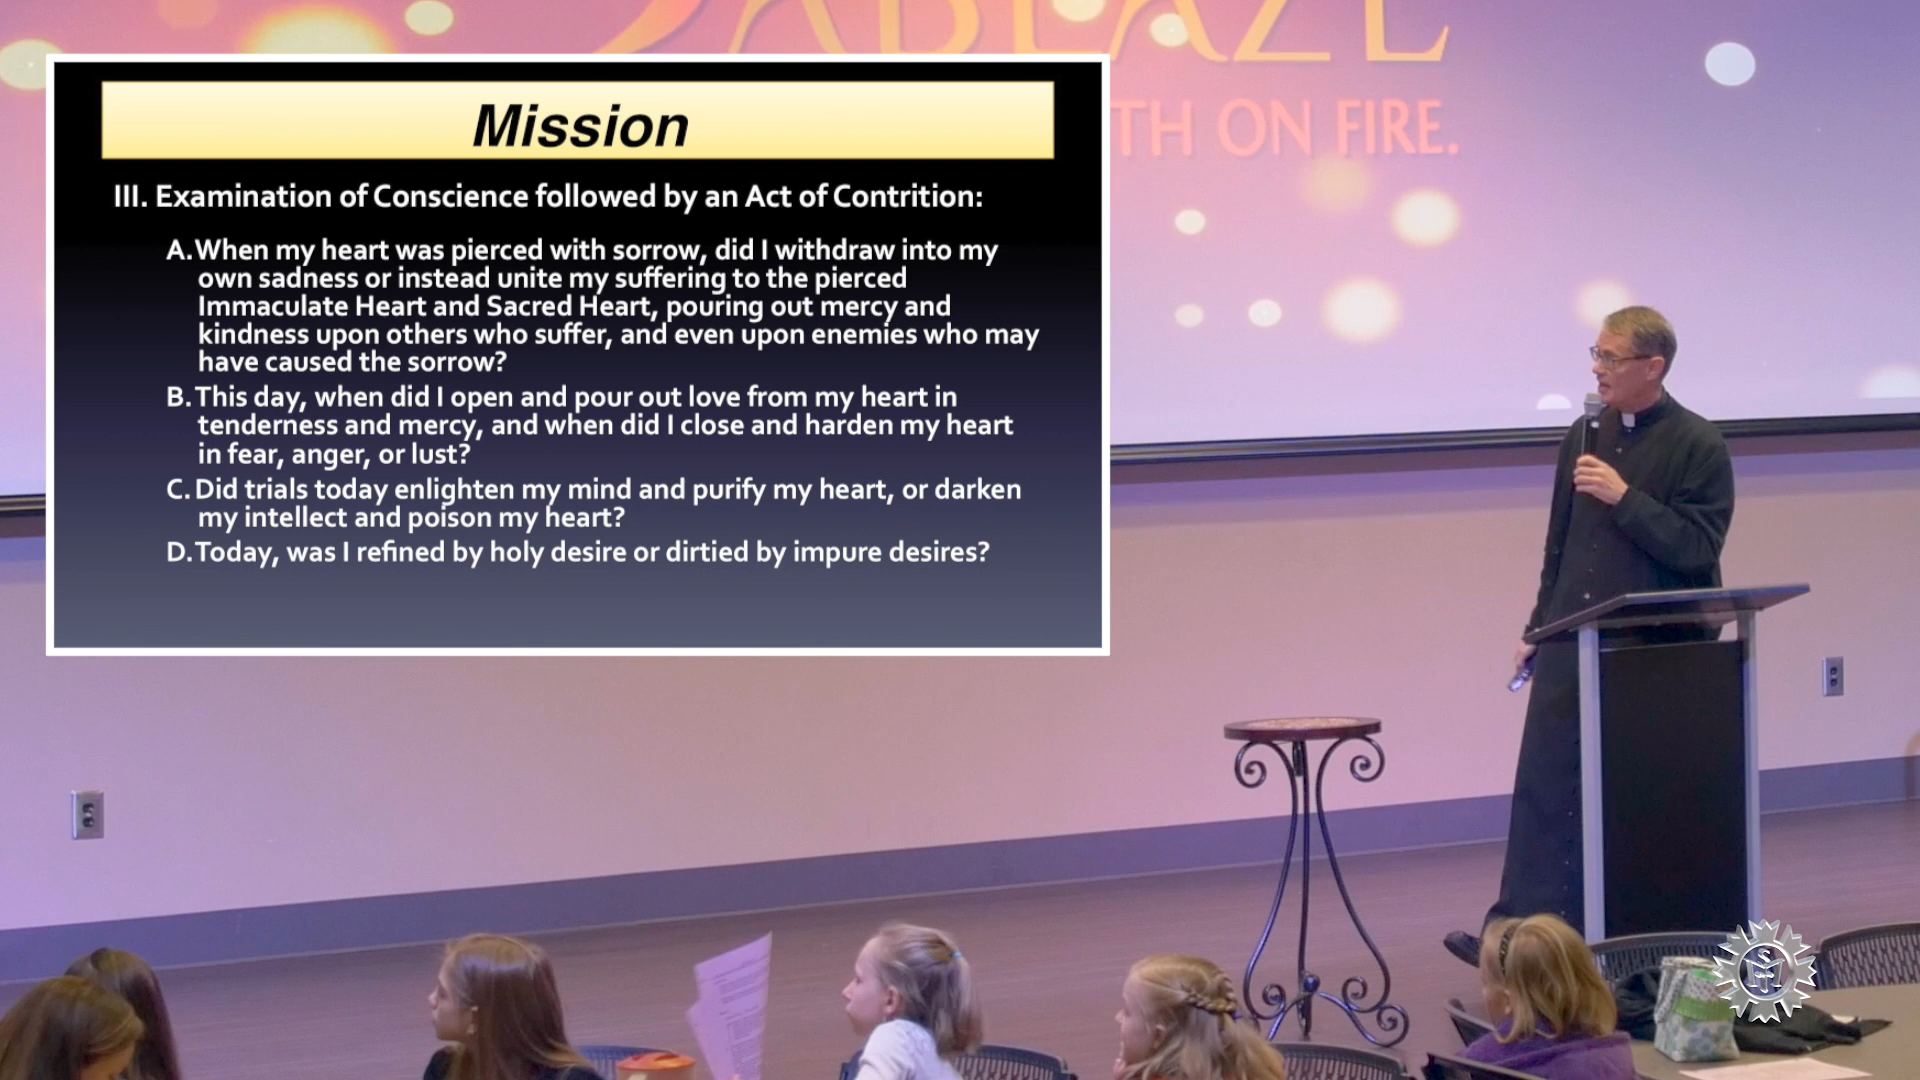 ABLAZE
TH ON FIRE.
Mission
III. Examination of Conscience followed by an Act of Contrition:
A. When my heart was pierced with sorrow, did I withdraw into my
own sadness or instead unite my suffering to the pierced
Immaculate Heart and Sacred Heart, pouring out mercy and
kindness upon others who suffer, and even upon enemies who may
have caused the sorrow?
B. This day, when did I open and pour out love from my heart in
tenderness and mercy, and when did I close and harden my heart
in fear, anger, or lust?
C. Did trials today enlighten my mind and purify my heart, or darken
my intellect and poison my heart?
D. Today, was I refined by holy desire or dirtied by impure desires?